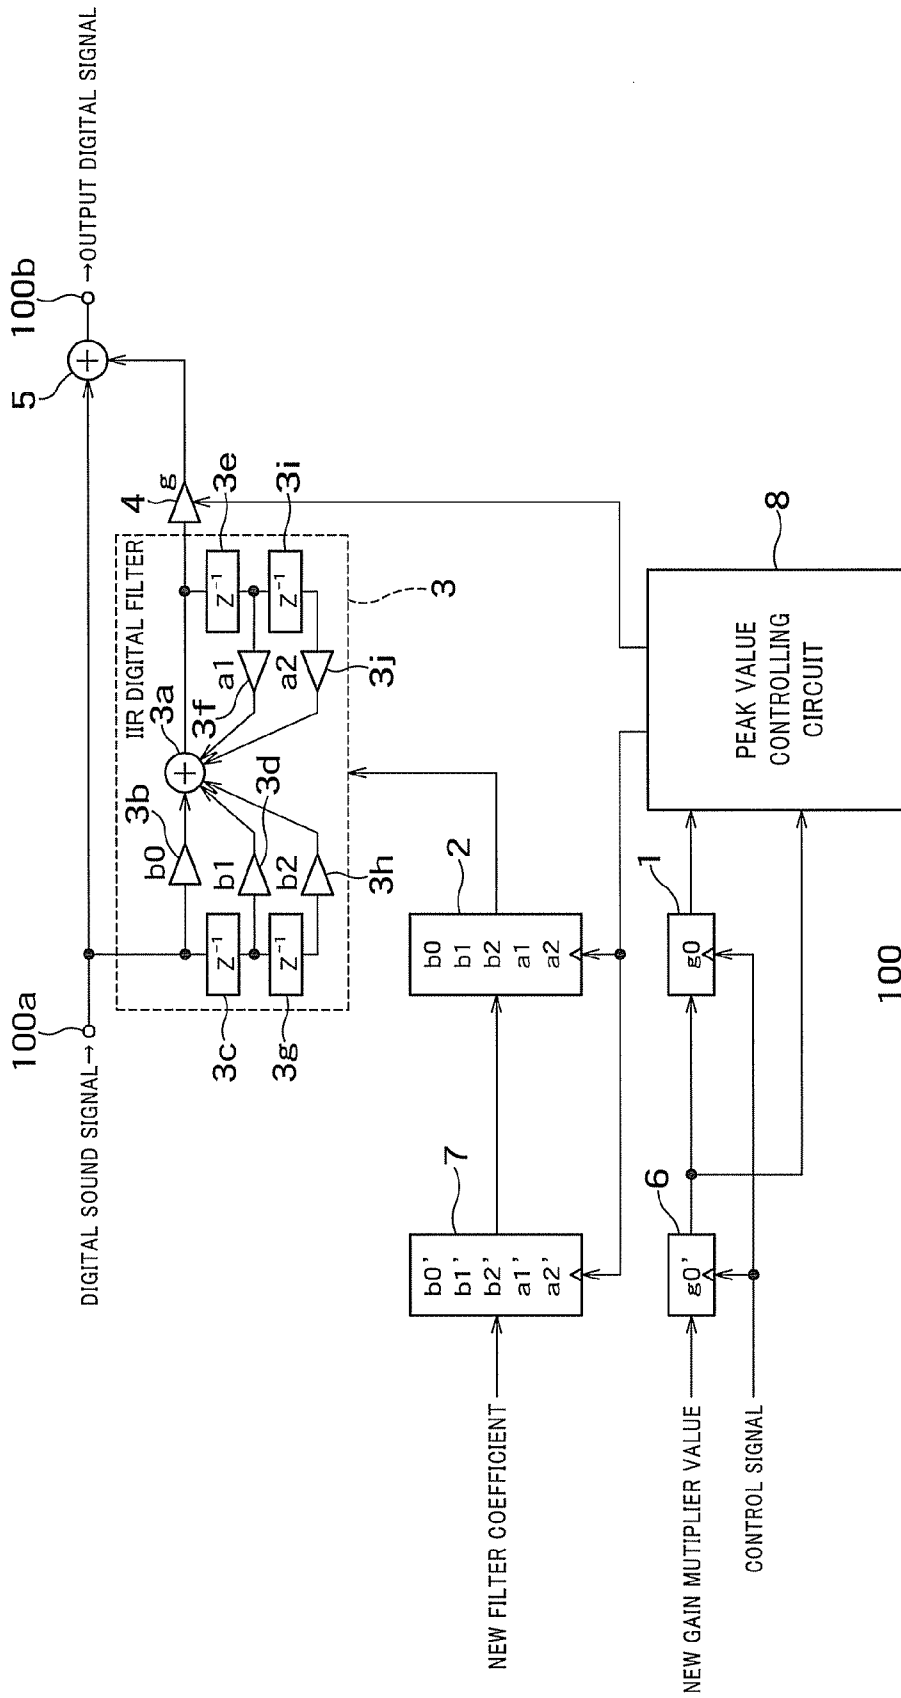 DIGITAL SOUND SIGNAL→
100a
100b
→OUTPUT DIGITAL SIGNAL
5
IIR DIGITAL FILTER
3a
b0
3b
4
g
3c
Z⁻¹
b1
3d
3f
a1
Z⁻¹
3e
3g
Z⁻¹
b2
3h
3j
a2
Z⁻¹
3i
3
7
b0'
b1'
b2'
a1'
a2'
2
b0
b1
b2
a1
a2
NEW FILTER COEFFICIENT
6
g0'
1
g0
8
PEAK VALUE
CONTROLLING
CIRCUIT
NEW GAIN MUTIPLIER VALUE
CONTROL SIGNAL
100